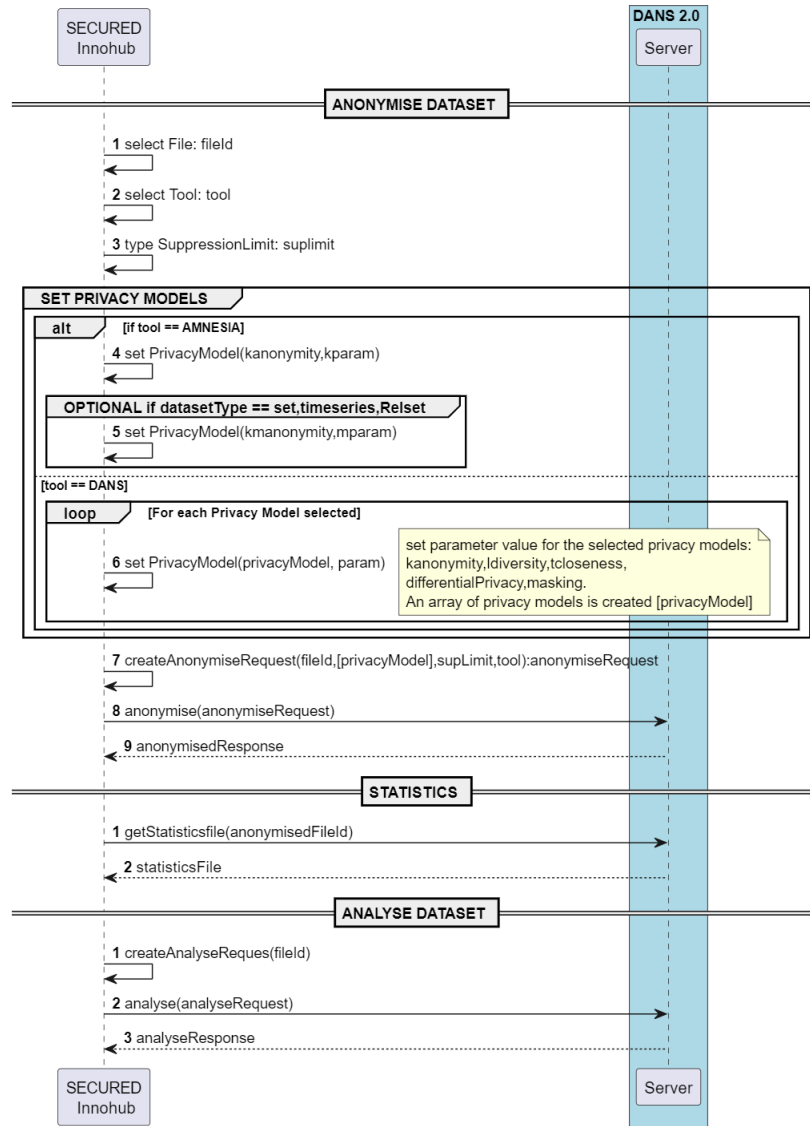 SECURED
Innohub
DANS 2.0
Server
ANONYMISE DATASET
1 select File: fileId
2 select Tool: tool
3 type SuppressionLimit: suplimit
SET PRIVACY MODELS
alt [if tool == AMNESIA]
4 set PrivacyModel(kanonymity,kparam)
OPTIONAL if datasetType == set,timeseries,Relset
5 set PrivacyModel(kmanonymity,mparam)
[tool == DANS]
loop [For each Privacy Model selected]
6 set PrivacyModel(privacyModel, param)
set parameter value for the selected privacy models:
kanonymity,ldiversity,tcloseness,
differentialPrivacy,masking.
An array of privacy models is created [privacyModel]
7 createAnonymiseRequest(fileId,[privacyModel],supLimit,tool):anonymiseRequest
8 anonymise(anonymiseRequest)
9 anonymisedResponse
STATISTICS
1 getStatisticsfile(anonymisedFileId)
2 statisticsFile
ANALYSE DATASET
1 createAnalyseReques(fileId)
2 analyse(analyseRequest)
3 analyseResponse
SECURED
Innohub
Server